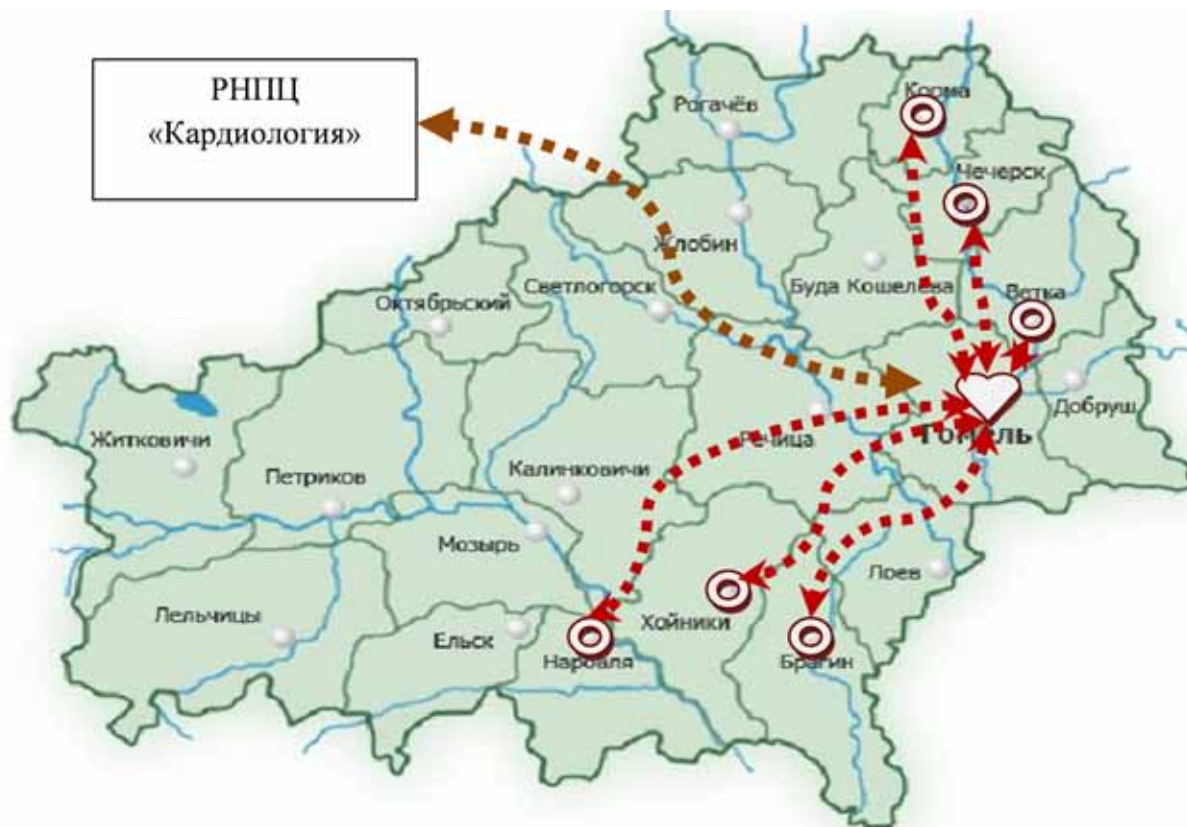 РНПЦ
«Кардиология»
Рогачёв
Корма
Чечерск
Жлобин
Буда Кошелёва
Ветка
Светлогорск
Октябрьский
Добруш
Гомель
Речица
Житковичи
Петриков
Калинковичи
Мозырь
Лоев
Лельчицы
Ельск
Хойники
Наровля
Брагин